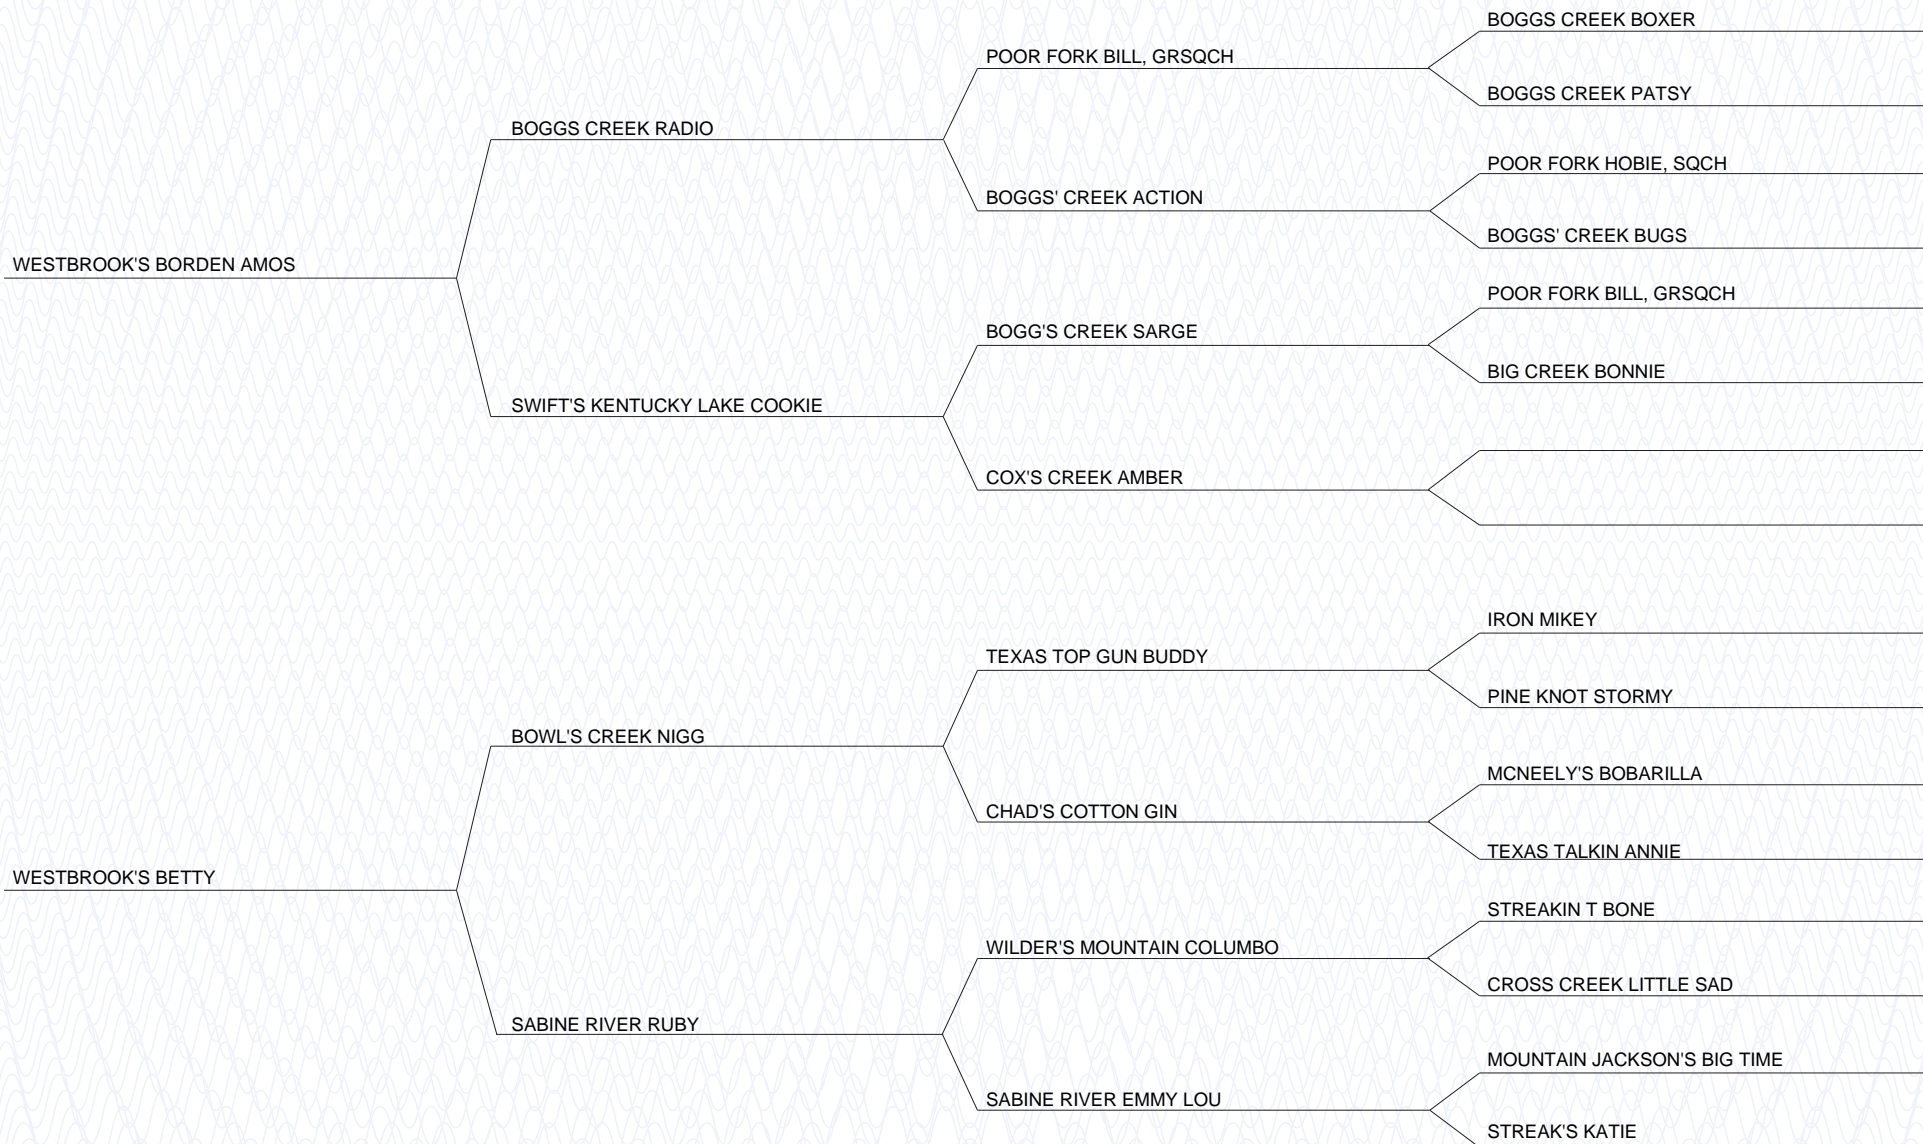 BOGGS CREEK BOXER
POOR FORK BILL, GRSQCH
BOGGS CREEK PATSY
BOGGS CREEK RADIO
POOR FORK HOBIE, SQCH
BOGGS' CREEK ACTION
BOGGS' CREEK BUGS
WESTBROOK'S BORDEN AMOS
POOR FORK BILL, GRSQCH
BOGG'S CREEK SARGE
BIG CREEK BONNIE
SWIFT'S KENTUCKY LAKE COOKIE
COX'S CREEK AMBER
IRON MIKEY
TEXAS TOP GUN BUDDY
PINE KNOT STORMY
BOWL'S CREEK NIGG
MCNEELY'S BOBARILLA
CHAD'S COTTON GIN
TEXAS TALKIN ANNIE
WESTBROOK'S BETTY
STREAKIN T BONE
WILDER'S MOUNTAIN COLUMBO
CROSS CREEK LITTLE SAD
SABINE RIVER RUBY
MOUNTAIN JACKSON'S BIG TIME
SABINE RIVER EMMY LOU
STREAK'S KATIE